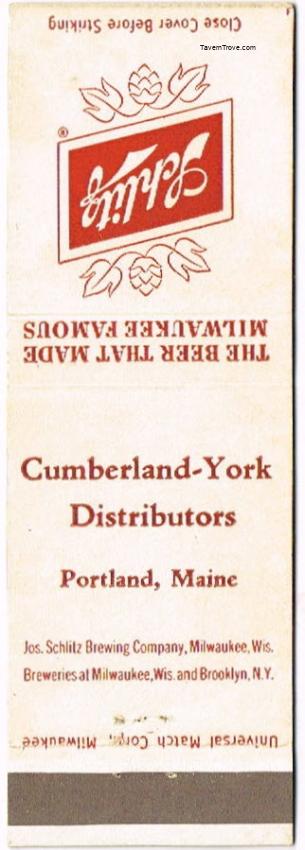 Close Cover Before Striking
TavernTrove.com
Schlitz
®
THE BEER THAT MADE
MILWAUKEE FAMOUS
Cumberland-York
Distributors
Portland, Maine
Jos. Schlitz Brewing Company, Milwaukee, Wis.
Breweries at Milwaukee, Wis. and Brooklyn, N.Y.
Universal Match Corp., Milwaukee